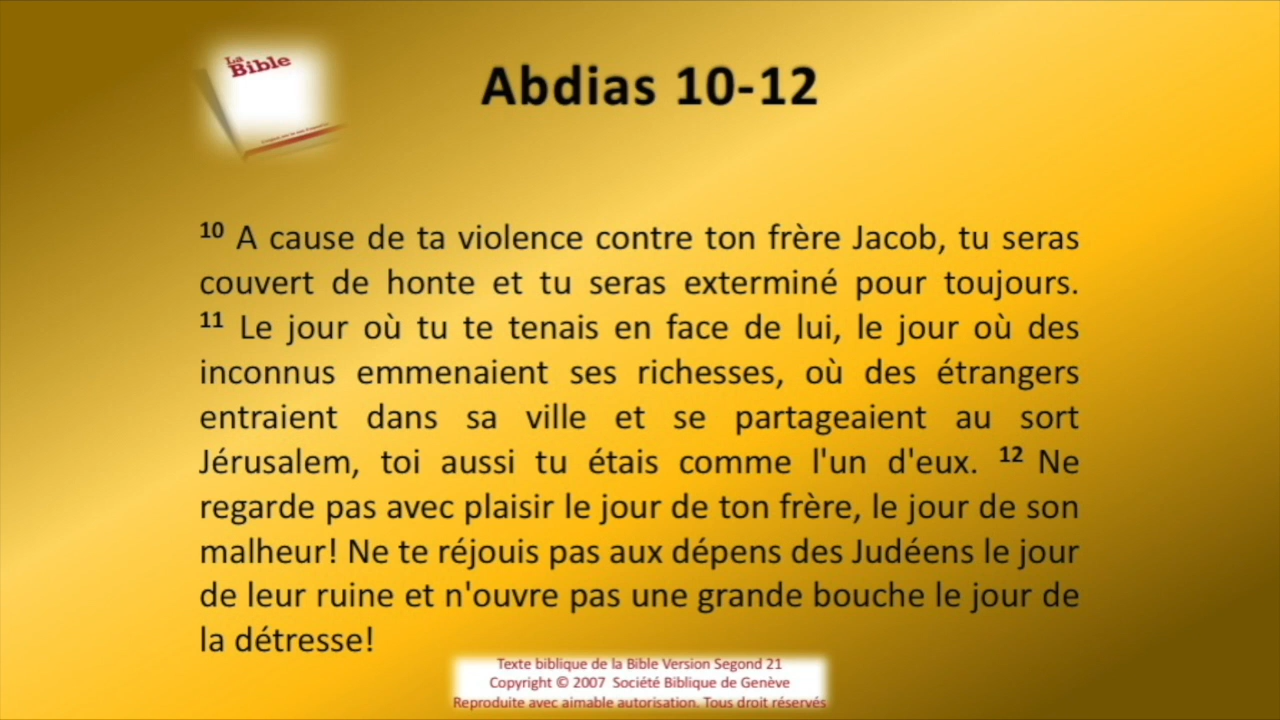 La
Bible
Abdias 10-12
10 A cause de ta violence contre ton frère Jacob, tu seras
couvert de honte et tu seras exterminé pour toujours.
11 Le jour où tu te tenais en face de lui, le jour où des
inconnus emmenaient ses richesses, où des étrangers
entraient dans sa ville et se partageaient au sort
Jérusalem, toi aussi tu étais comme l'un d'eux. 12 Ne
regarde pas avec plaisir le jour de ton frère, le jour de son
malheur! Ne te réjouis pas aux dépens des Judéens le jour
de leur ruine et n'ouvre pas une grande bouche le jour de
la détresse!
Texte biblique de la Bible Version Segond 21
Copyright © 2007 Société Biblique de Genève
Reproduite avec aimable autorisation. Tous droit réservés